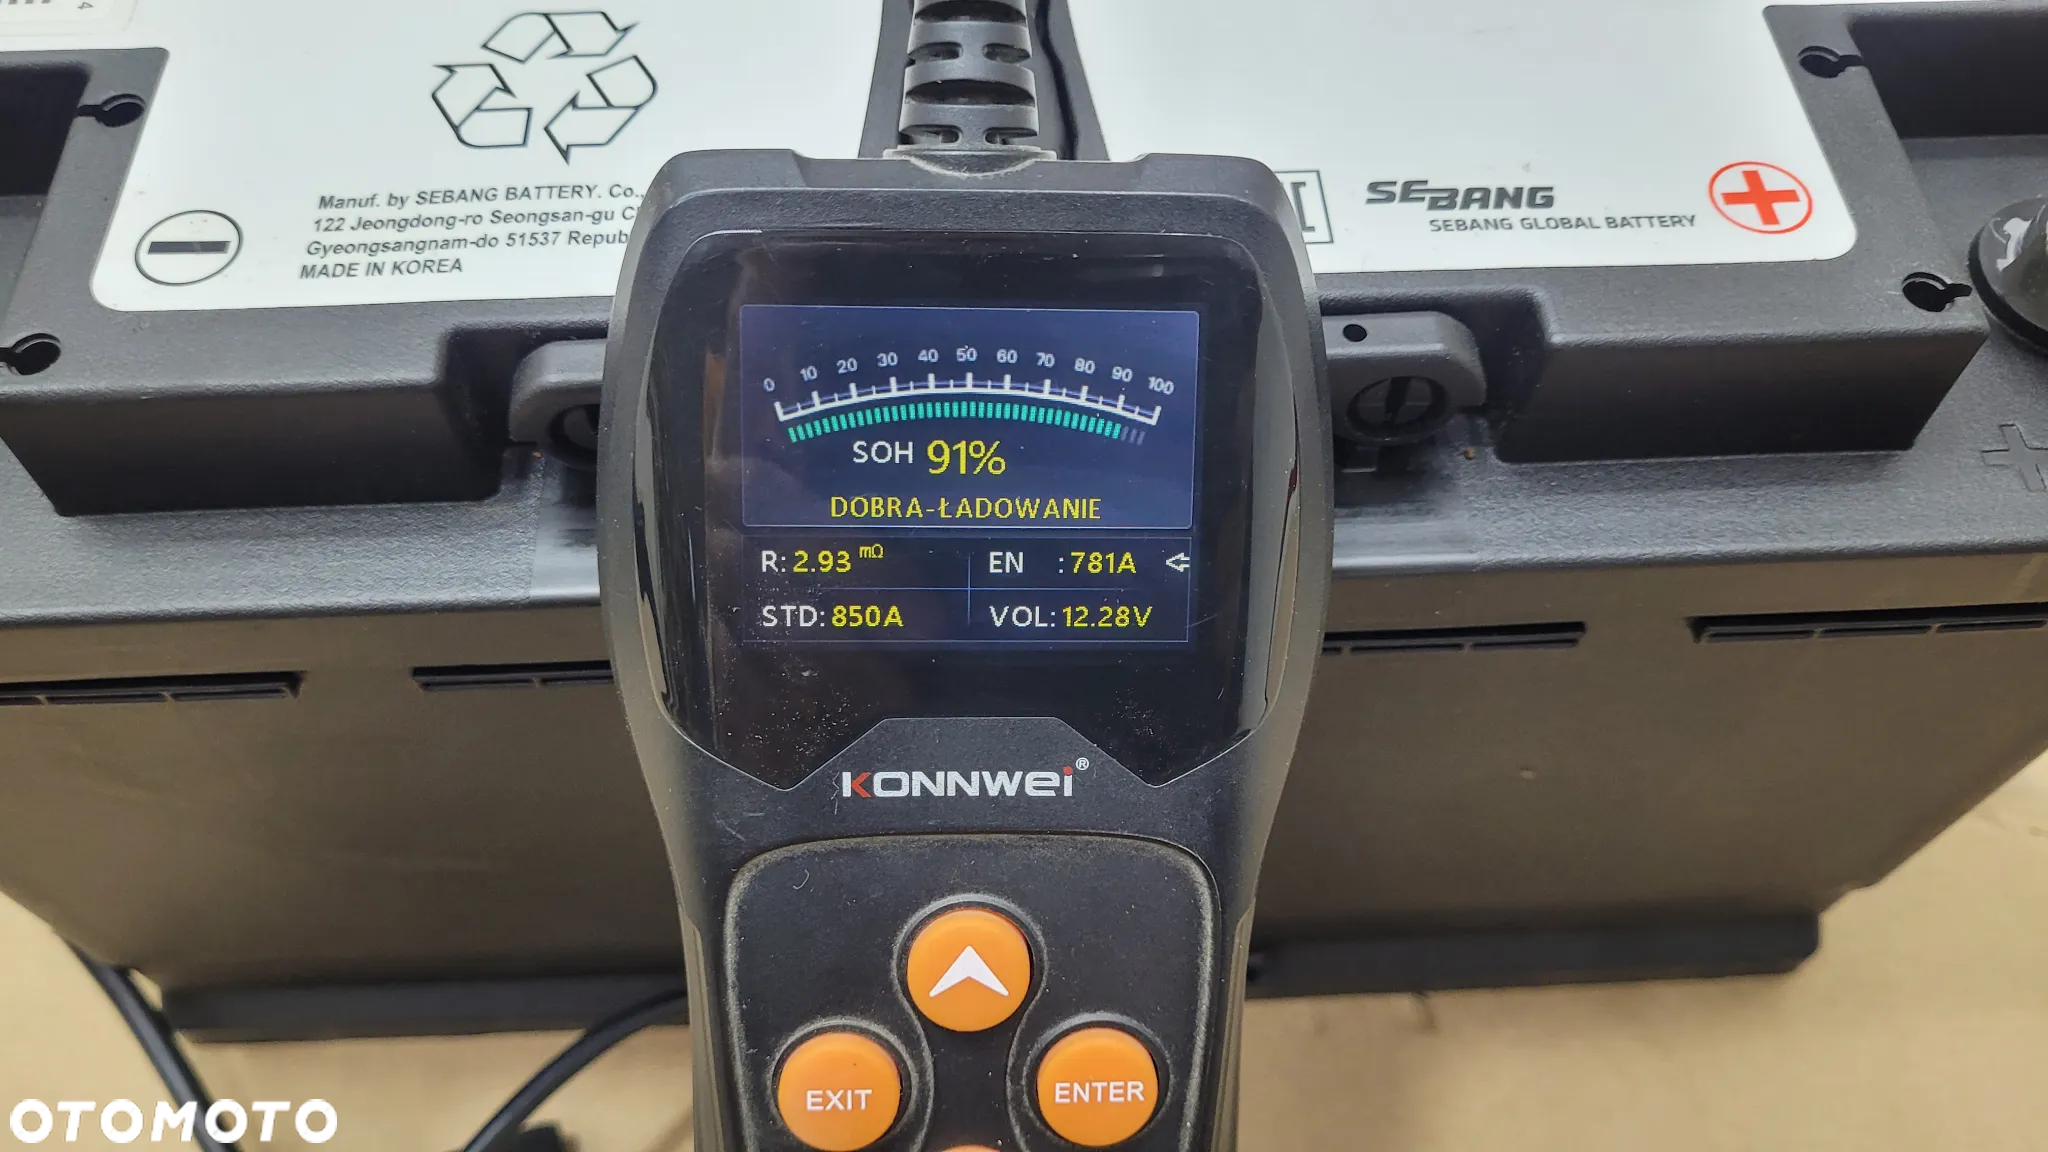 Manuf. by SEBANG BATTERY. Co.,
122 Jeongdong-ro Seongsan-gu
Gyeongsangnam-do 51537
MADE IN KOREA
SEBANG
SEBANG GLOBAL BATTERY
0 10 20 30 40 50 60 70 80 90 100
SOH 91%
DOBRA-ŁADOWANIE
R: 2.93 mΩ
EN : 781A
STD: 850A
VOL: 12.28V
KONNWEI®
EXIT
ENTER
OTOMOTO